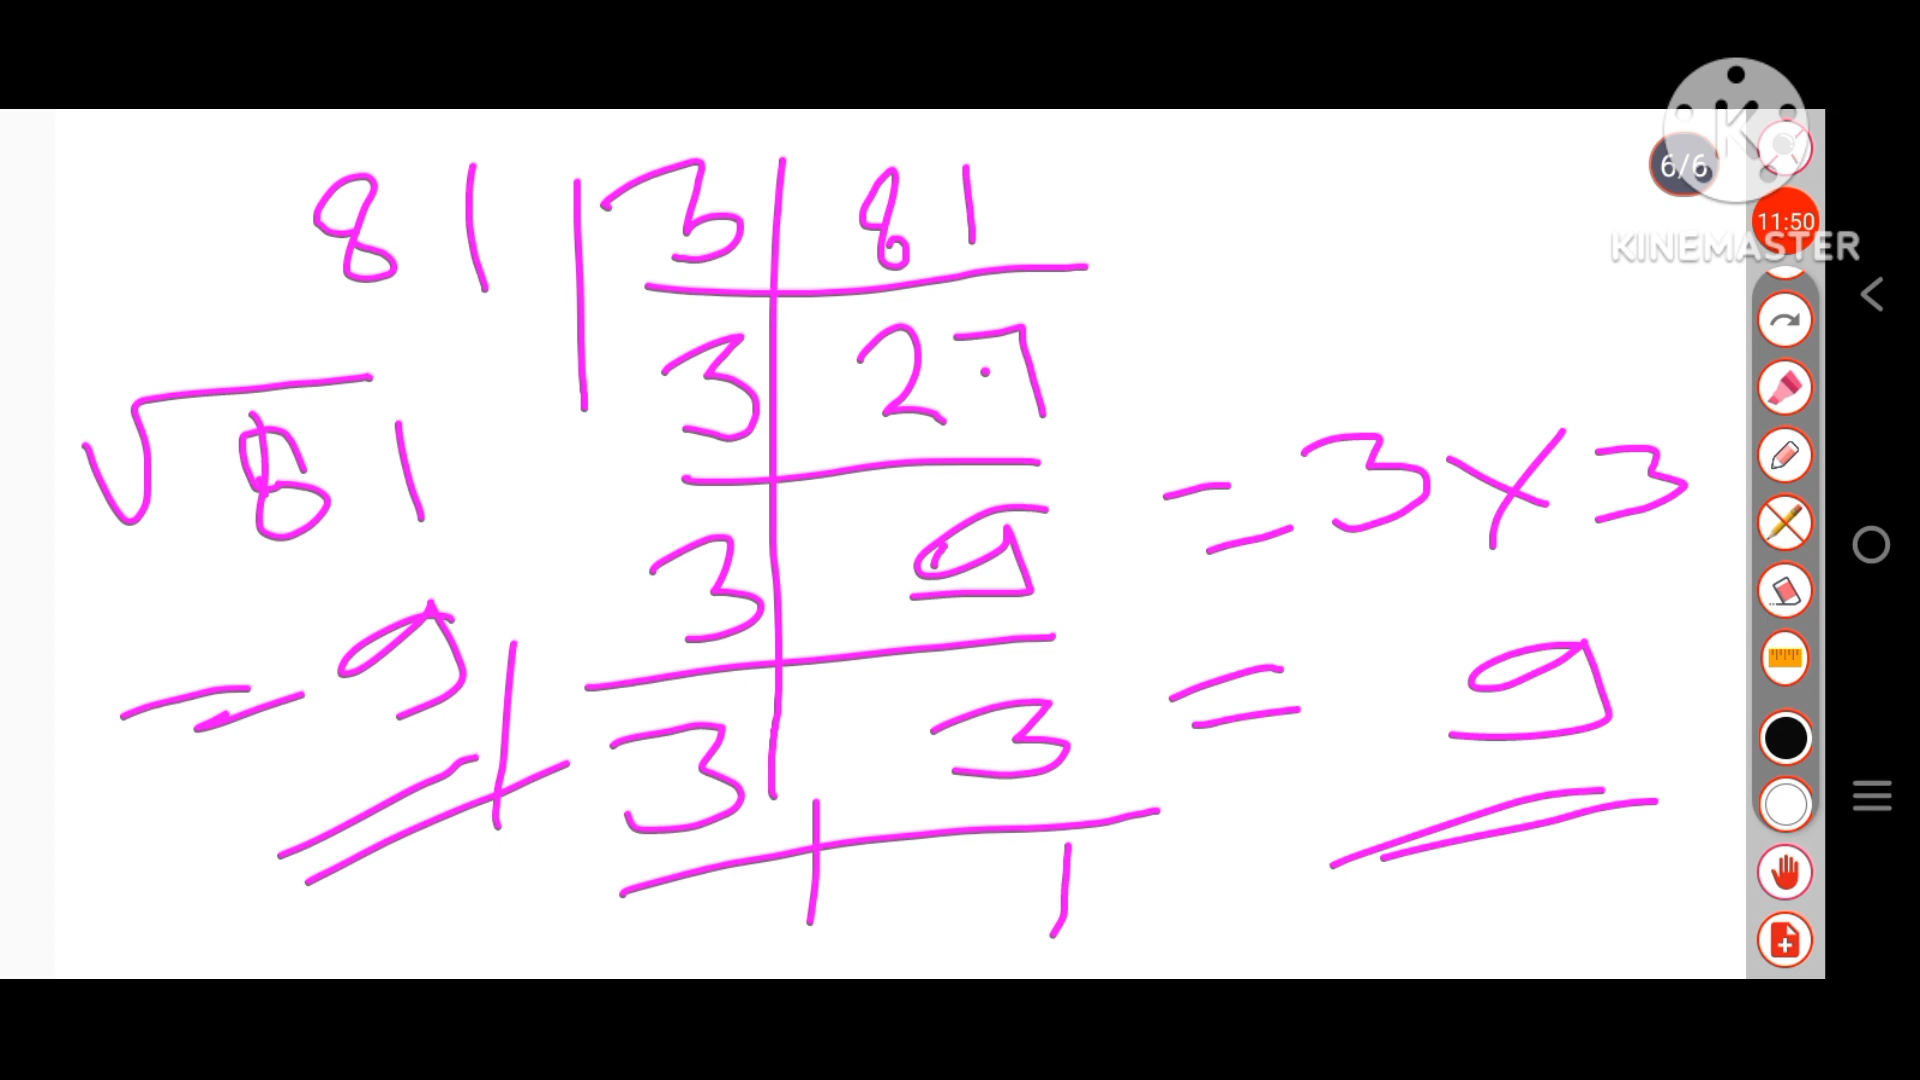 81 | 3 | 81
3 | 27
√81
3 | 9 = 3 × 3
= 9
3 | 3 = 9
1
6/6
11:50
KINEMASTER